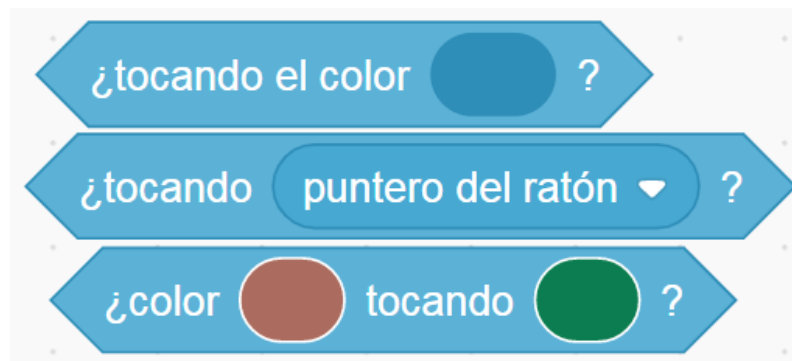 ¿tocando el color ?
¿tocando puntero del ratón ?
¿color tocando ?